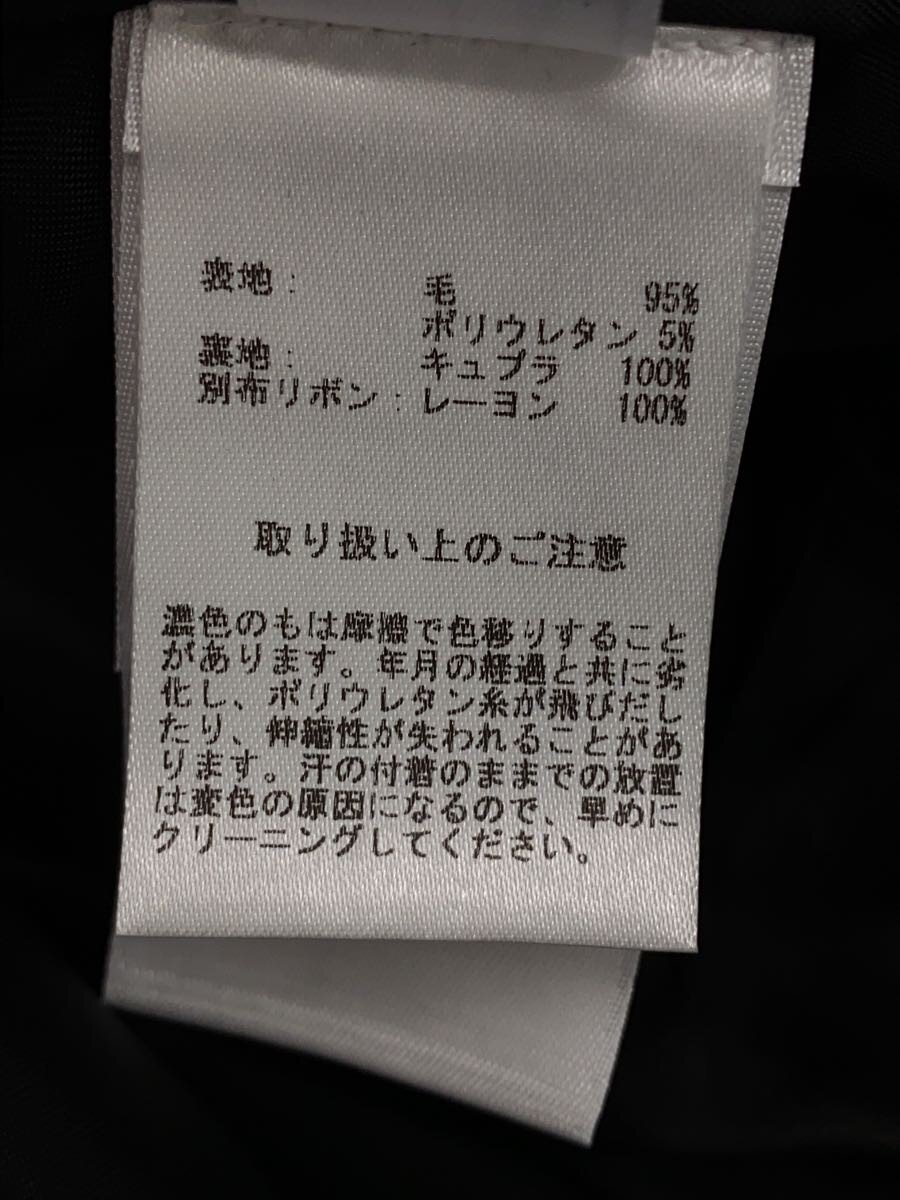 表地： 毛 95%
ポリウレタン 5%
裏地： キュプラ 100%
別布リボン： レーヨン 100%
取り扱い上のご注意
濃色のもは摩擦で色移りすること
があります。年月の経過と共に劣
化し、ポリウレタン糸が飛びだし
たり、伸縮性が失われることがあ
ります。汗の付着のままでの放置
は変色の原因になるので、早めに
クリーニングしてください。